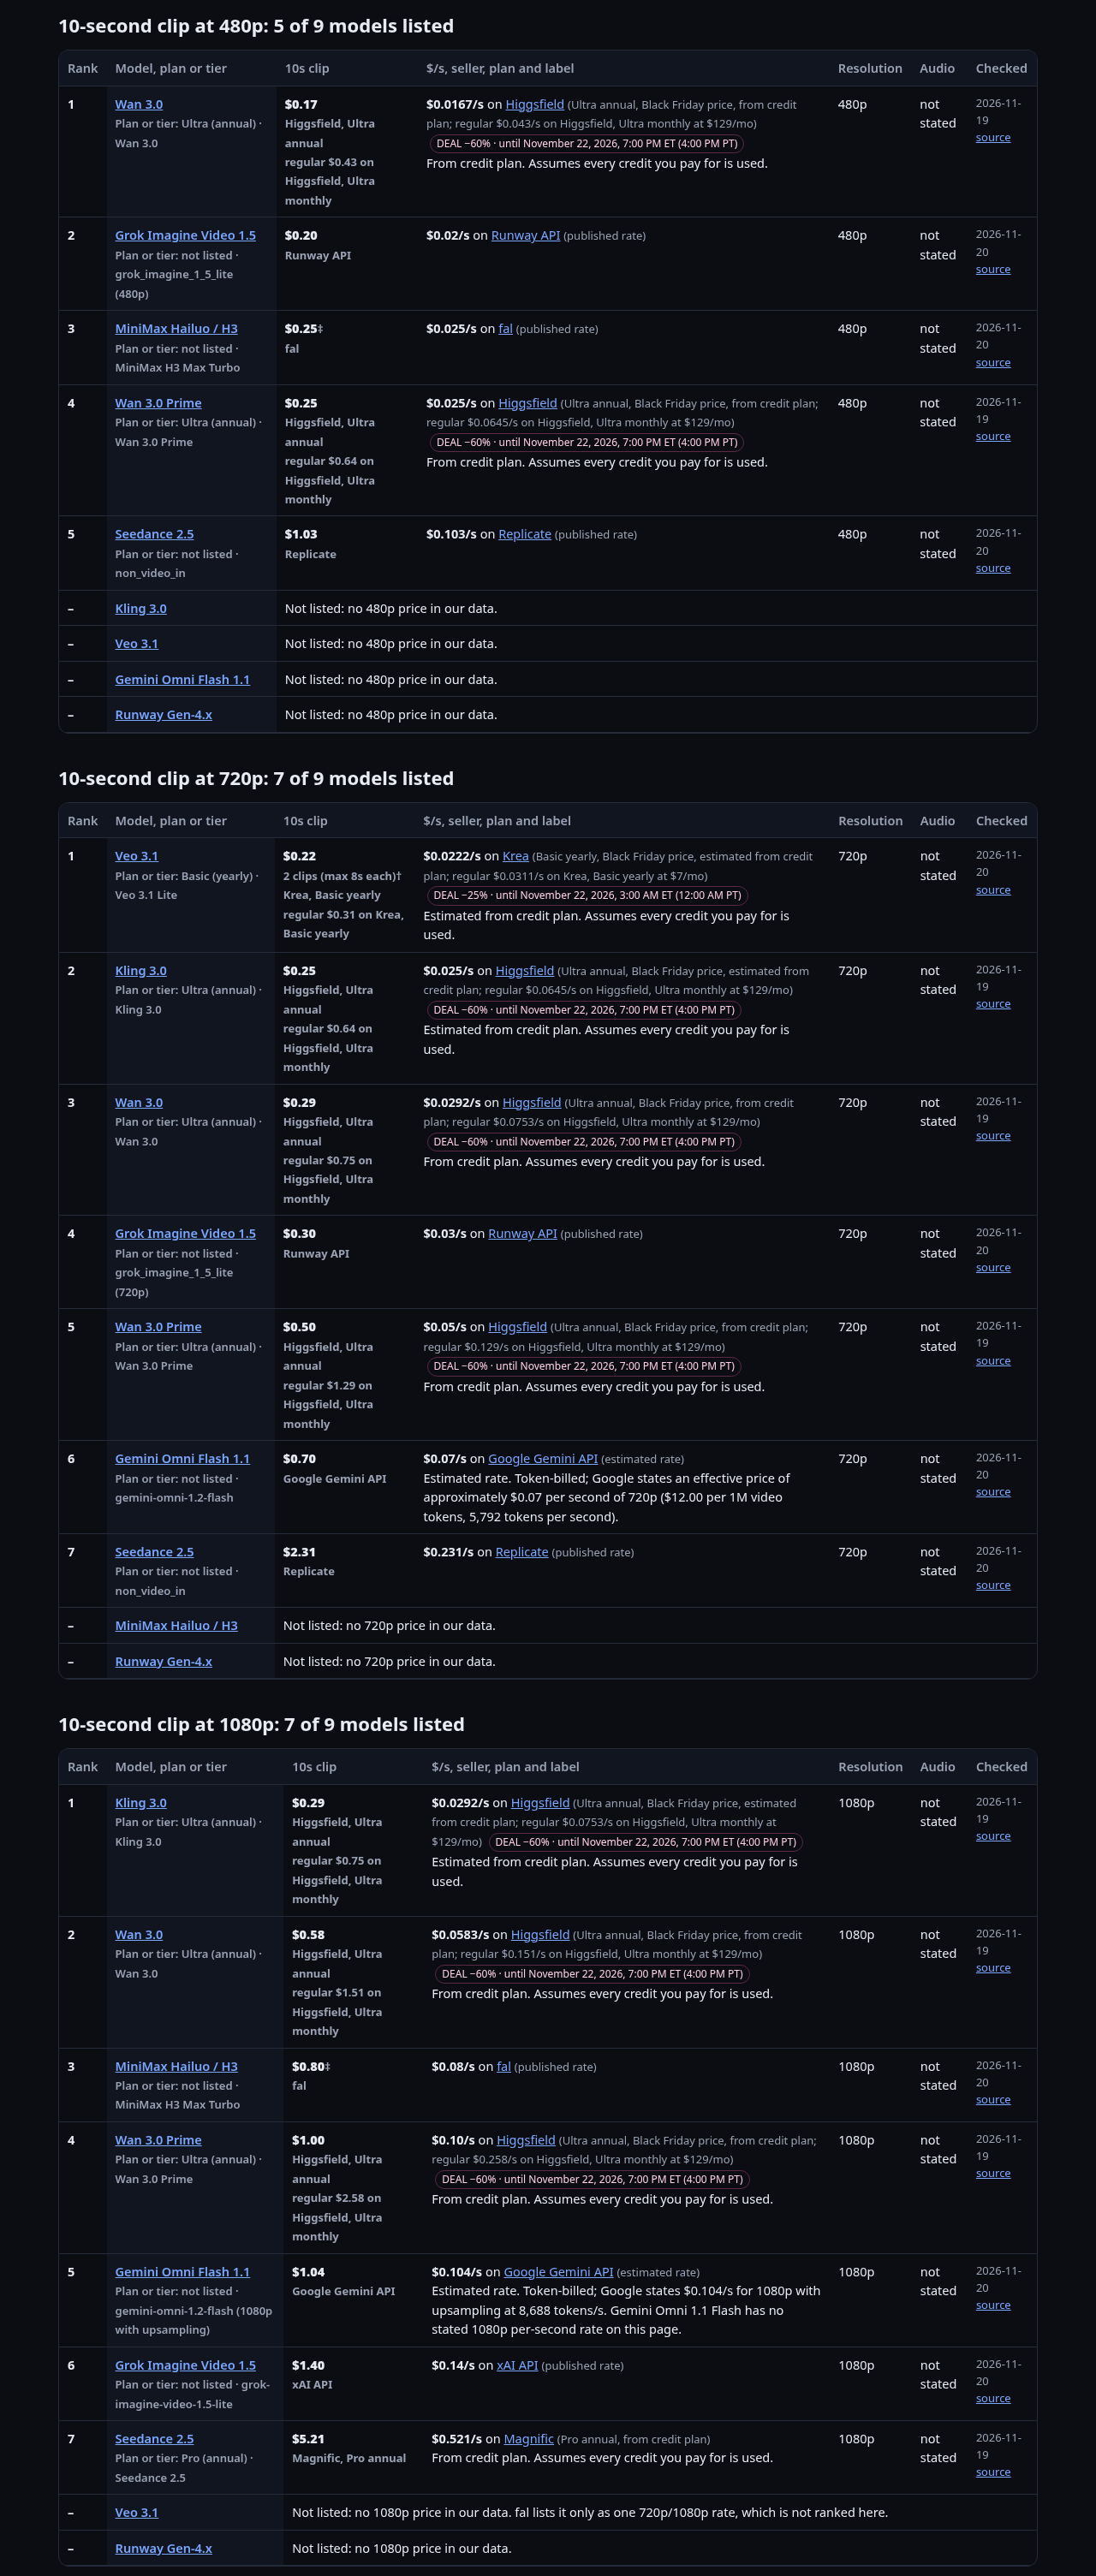 10-second clip at 480p: 5 of 9 models listed
Rank Model, plan or tier 10s clip $/s, seller, plan and label Resolution Audio Checked
1 Wan 3.0 $0.17 $0.0167/s on Higgsfield (Ultra annual, Black Friday price, from credit 480p not 2026-11-
Plan or tier: Ultra (annual) · Higgsfield, Ultra plan; regular $0.043/s on Higgsfield, Ultra monthly at $129/mo) stated 19
Wan 3.0 annual DEAL −60% · until November 22, 2026, 7:00 PM ET (4:00 PM PT) source
regular $0.43 on From credit plan. Assumes every credit you pay for is used.
Higgsfield, Ultra
monthly
2 Grok Imagine Video 1.5 $0.20 $0.02/s on Runway API (published rate) 480p not 2026-11-
Plan or tier: not listed · Runway API stated 20
grok_imagine_1_5_lite source
(480p)
3 MiniMax Hailuo / H3 $0.25‡ $0.025/s on fal (published rate) 480p not 2026-11-
Plan or tier: not listed · fal stated 20
MiniMax H3 Max Turbo source
4 Wan 3.0 Prime $0.25 $0.025/s on Higgsfield (Ultra annual, Black Friday price, from credit plan; 480p not 2026-11-
Plan or tier: Ultra (annual) · Higgsfield, Ultra regular $0.0645/s on Higgsfield, Ultra monthly at $129/mo) stated 19
Wan 3.0 Prime annual DEAL −60% · until November 22, 2026, 7:00 PM ET (4:00 PM PT) source
regular $0.64 on From credit plan. Assumes every credit you pay for is used.
Higgsfield, Ultra
monthly
5 Seedance 2.5 $1.03 $0.103/s on Replicate (published rate) 480p not 2026-11-
Plan or tier: not listed · Replicate stated 20
non_video_in source
– Kling 3.0 Not listed: no 480p price in our data.
– Veo 3.1 Not listed: no 480p price in our data.
– Gemini Omni Flash 1.1 Not listed: no 480p price in our data.
– Runway Gen-4.x Not listed: no 480p price in our data.
10-second clip at 720p: 7 of 9 models listed
Rank Model, plan or tier 10s clip $/s, seller, plan and label Resolution Audio Checked
1 Veo 3.1 $0.22 $0.0222/s on Krea (Basic yearly, Black Friday price, estimated from credit 720p not 2026-11-
Plan or tier: Basic (yearly) · 2 clips (max 8s each)† plan; regular $0.0311/s on Krea, Basic yearly at $7/mo) stated 20
Veo 3.1 Lite Krea, Basic yearly DEAL −25% · until November 22, 2026, 3:00 AM ET (12:00 AM PT) source
regular $0.31 on Krea, Estimated from credit plan. Assumes every credit you pay for is
Basic yearly used.
2 Kling 3.0 $0.25 $0.025/s on Higgsfield (Ultra annual, Black Friday price, estimated from 720p not 2026-11-
Plan or tier: Ultra (annual) · Higgsfield, Ultra credit plan; regular $0.0645/s on Higgsfield, Ultra monthly at $129/mo) stated 19
Kling 3.0 annual DEAL −60% · until November 22, 2026, 7:00 PM ET (4:00 PM PT) source
regular $0.64 on Estimated from credit plan. Assumes every credit you pay for is
Higgsfield, Ultra used.
monthly
3 Wan 3.0 $0.29 $0.0292/s on Higgsfield (Ultra annual, Black Friday price, from credit 720p not 2026-11-
Plan or tier: Ultra (annual) · Higgsfield, Ultra plan; regular $0.0753/s on Higgsfield, Ultra monthly at $129/mo) stated 19
Wan 3.0 annual DEAL −60% · until November 22, 2026, 7:00 PM ET (4:00 PM PT) source
regular $0.75 on From credit plan. Assumes every credit you pay for is used.
Higgsfield, Ultra
monthly
4 Grok Imagine Video 1.5 $0.30 $0.03/s on Runway API (published rate) 720p not 2026-11-
Plan or tier: not listed · Runway API stated 20
grok_imagine_1_5_lite source
(720p)
5 Wan 3.0 Prime $0.50 $0.05/s on Higgsfield (Ultra annual, Black Friday price, from credit plan; 720p not 2026-11-
Plan or tier: Ultra (annual) · Higgsfield, Ultra regular $0.129/s on Higgsfield, Ultra monthly at $129/mo) stated 19
Wan 3.0 Prime annual DEAL −60% · until November 22, 2026, 7:00 PM ET (4:00 PM PT) source
regular $1.29 on From credit plan. Assumes every credit you pay for is used.
Higgsfield, Ultra
monthly
6 Gemini Omni Flash 1.1 $0.70 $0.07/s on Google Gemini API (estimated rate) 720p not 2026-11-
Plan or tier: not listed · Google Gemini API Estimated rate. Token-billed; Google states an effective price of stated 20
gemini-omni-1.2-flash approximately $0.07 per second of 720p ($12.00 per 1M video source
tokens, 5,792 tokens per second).
7 Seedance 2.5 $2.31 $0.231/s on Replicate (published rate) 720p not 2026-11-
Plan or tier: not listed · Replicate stated 20
non_video_in source
– MiniMax Hailuo / H3 Not listed: no 720p price in our data.
– Runway Gen-4.x Not listed: no 720p price in our data.
10-second clip at 1080p: 7 of 9 models listed
Rank Model, plan or tier 10s clip $/s, seller, plan and label Resolution Audio Checked
1 Kling 3.0 $0.29 $0.0292/s on Higgsfield (Ultra annual, Black Friday price, estimated 1080p not 2026-11-
Plan or tier: Ultra (annual) · Higgsfield, Ultra from credit plan; regular $0.0753/s on Higgsfield, Ultra monthly at stated 19
Kling 3.0 annual $129/mo) DEAL −60% · until November 22, 2026, 7:00 PM ET (4:00 PM PT) source
regular $0.75 on Estimated from credit plan. Assumes every credit you pay for is
Higgsfield, Ultra used.
monthly
2 Wan 3.0 $0.58 $0.0583/s on Higgsfield (Ultra annual, Black Friday price, from credit 1080p not 2026-11-
Plan or tier: Ultra (annual) · Higgsfield, Ultra plan; regular $0.151/s on Higgsfield, Ultra monthly at $129/mo) stated 19
Wan 3.0 annual DEAL −60% · until November 22, 2026, 7:00 PM ET (4:00 PM PT) source
regular $1.51 on From credit plan. Assumes every credit you pay for is used.
Higgsfield, Ultra
monthly
3 MiniMax Hailuo / H3 $0.80‡ $0.08/s on fal (published rate) 1080p not 2026-11-
Plan or tier: not listed · fal stated 20
MiniMax H3 Max Turbo source
4 Wan 3.0 Prime $1.00 $0.10/s on Higgsfield (Ultra annual, Black Friday price, from credit plan; 1080p not 2026-11-
Plan or tier: Ultra (annual) · Higgsfield, Ultra regular $0.258/s on Higgsfield, Ultra monthly at $129/mo) stated 19
Wan 3.0 Prime annual DEAL −60% · until November 22, 2026, 7:00 PM ET (4:00 PM PT) source
regular $2.58 on From credit plan. Assumes every credit you pay for is used.
Higgsfield, Ultra
monthly
5 Gemini Omni Flash 1.1 $1.04 $0.104/s on Google Gemini API (estimated rate) 1080p not 2026-11-
Plan or tier: not listed · Google Gemini API Estimated rate. Token-billed; Google states $0.104/s for 1080p with stated 20
gemini-omni-1.2-flash (1080p upsampling at 8,688 tokens/s. Gemini Omni 1.1 Flash has no source
with upsampling) stated 1080p per-second rate on this page.
6 Grok Imagine Video 1.5 $1.40 $0.14/s on xAI API (published rate) 1080p not 2026-11-
Plan or tier: not listed · grok- xAI API stated 20
imagine-video-1.5-lite source
7 Seedance 2.5 $5.21 $0.521/s on Magnific (Pro annual, from credit plan) 1080p not 2026-11-
Plan or tier: Pro (annual) · Magnific, Pro annual From credit plan. Assumes every credit you pay for is used. stated 19
Seedance 2.5 source
– Veo 3.1 Not listed: no 1080p price in our data. fal lists it only as one 720p/1080p rate, which is not ranked here.
– Runway Gen-4.x Not listed: no 1080p price in our data.